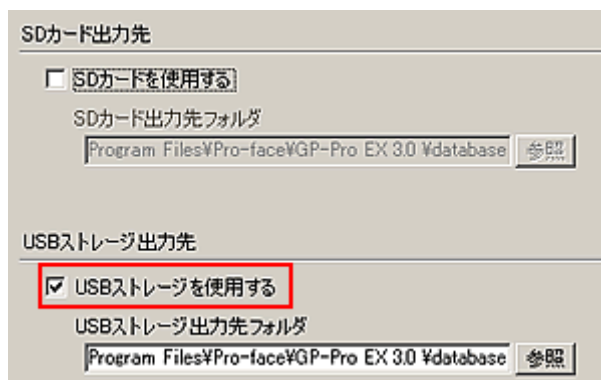 SDカード出力先
SDカードを使用する
SDカード出力先フォルダ
Program Files¥Pro-face¥GP-Pro EX 3.0 ¥database 参照
USBストレージ出力先
USBストレージを使用する
USBストレージ出力先フォルダ
Program Files¥Pro-face¥GP-Pro EX 3.0 ¥database 参照